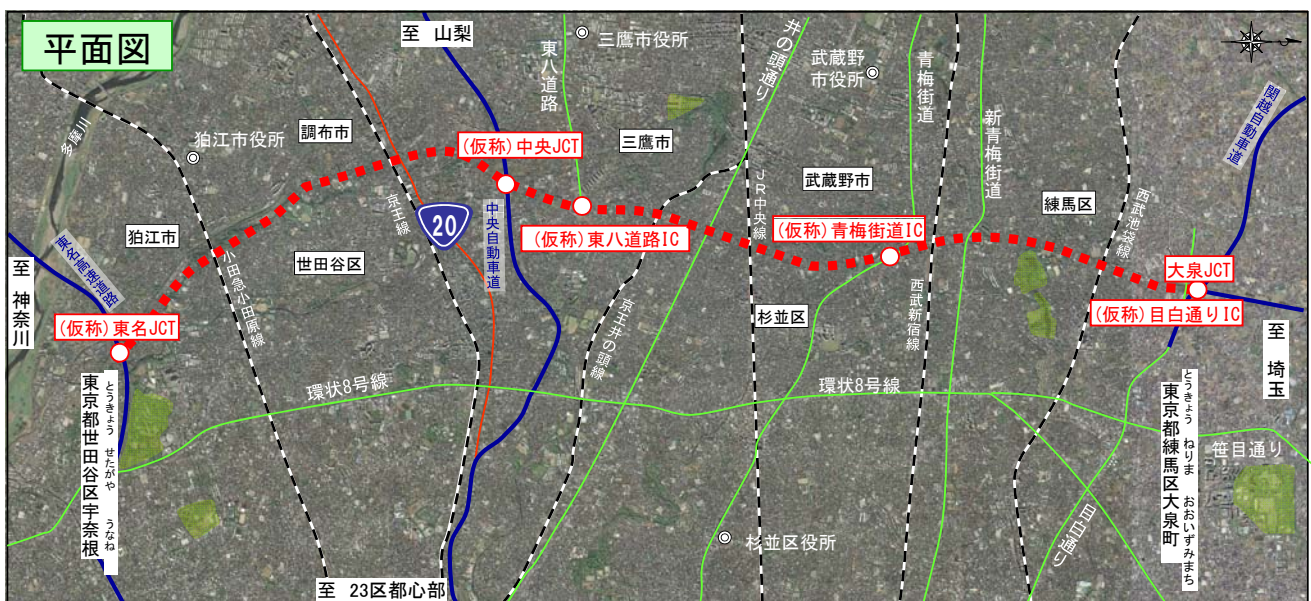 平面図
至 山梨
東八道路
三鷹市役所
井の頭通り
武蔵野
市役所
青梅街道
新青梅街道
関越自動車道
多摩川
狛江市役所
調布市
(仮称)中央JCT
三鷹市
JR中央線
武蔵野市
練馬区
西武池袋線
狛江市
京王線
20
中央自動車道
(仮称)東八道路IC
(仮称)青梅街道IC
大泉JCT
(仮称)目白通りIC
至 神奈川
東名高速道路
(仮称)東名JCT
小田急小田原線
世田谷区
京王井の頭線
杉並区
西武新宿線
至 埼玉
環状8号線
環状8号線
笹目通り
東京都世田谷区宇奈根
とうきょう せたがや うなね
東京都練馬区大泉町
とうきょう ねりま おおいずみまち
目白通り
杉並区役所
至 23区都心部